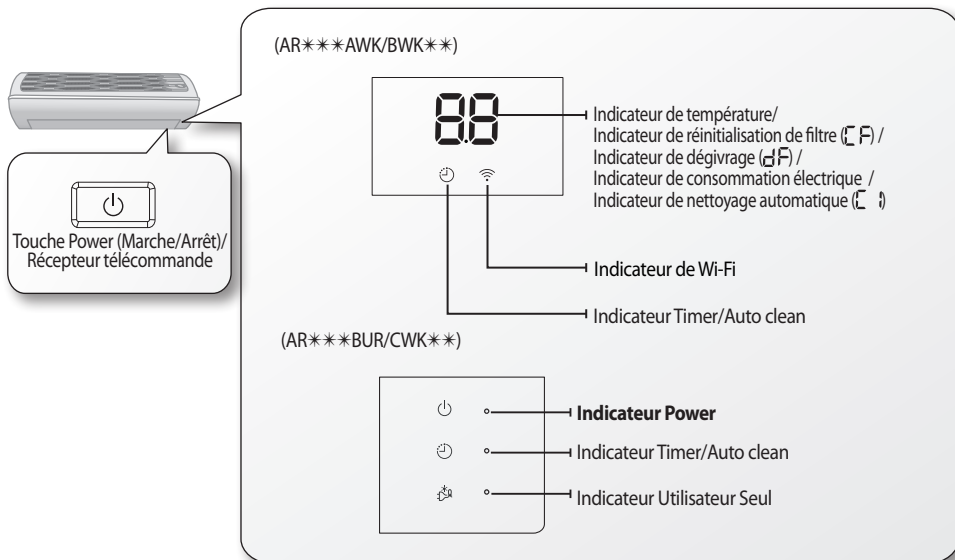 (AR✳✳✳AWK/BWK✳✳)
88
Indicateur de température/
Indicateur de réinitialisation de filtre (CF) /
Indicateur de dégivrage (dF) /
Indicateur de consommation électrique /
Indicateur de nettoyage automatique (C1)
Indicateur de Wi-Fi
Indicateur Timer/Auto clean
Touche Power (Marche/Arrêt)/
Récepteur télécommande
(AR✳✳✳BUR/CWK✳✳)
Indicateur Power
Indicateur Timer/Auto clean
Indicateur Utilisateur Seul